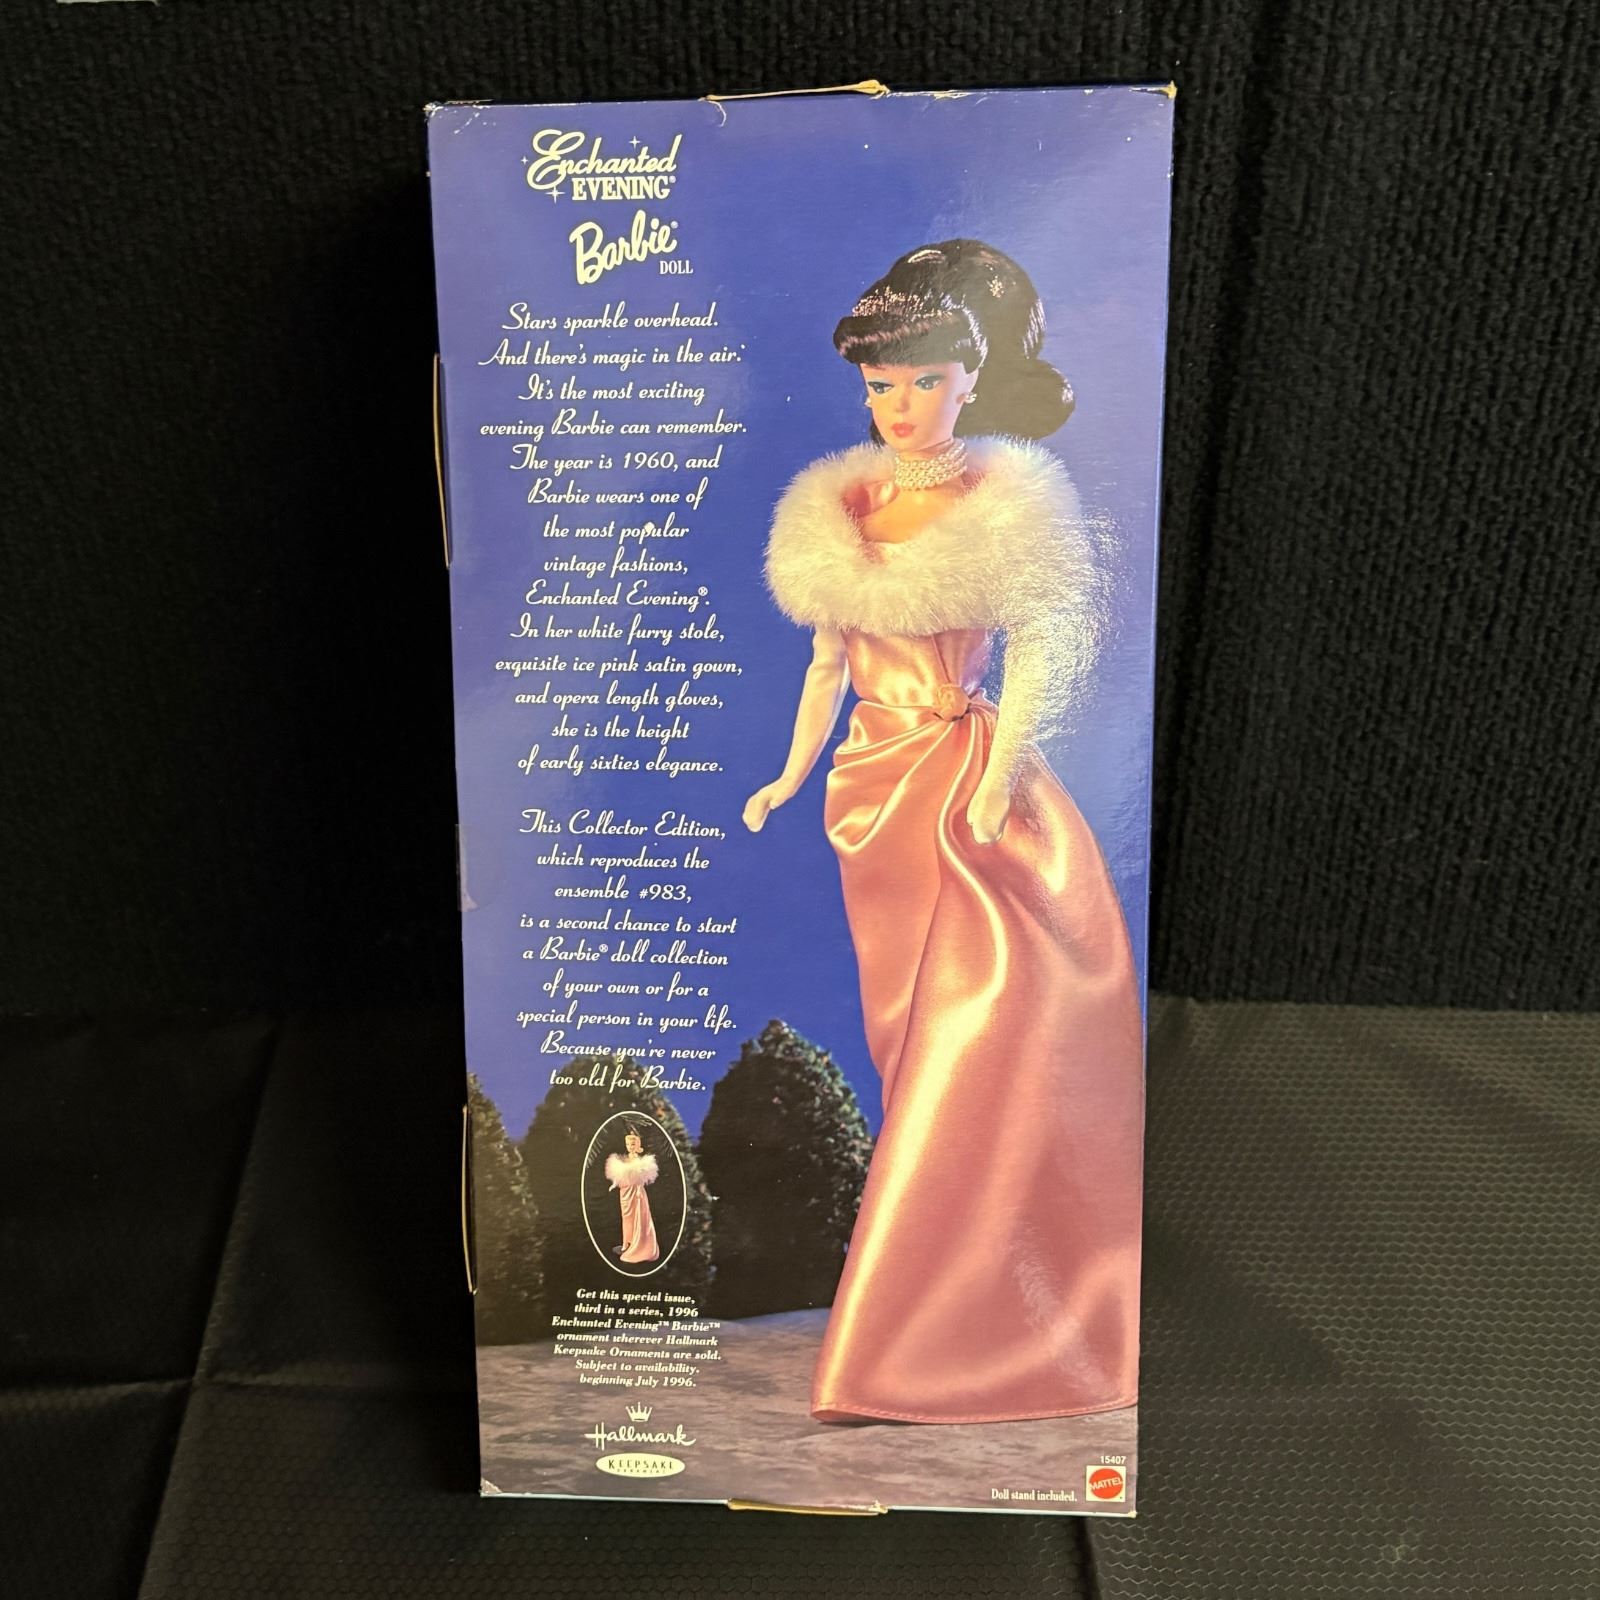 Enchanted
EVENING®
Barbie®
DOLL
Stars sparkle overhead.
And there's magic in the air.
It's the most exciting
evening Barbie can remember.
The year is 1960, and
Barbie wears one of
the most popular
vintage fashions,
Enchanted Evening®.
In her white furry stole,
exquisite ice pink satin gown,
and opera length gloves,
she is the height
of early sixties elegance.
This Collector Edition,
which reproduces the
ensemble #983,
is a second chance to start
a Barbie® doll collection
of your own or for a
special person in your life.
Because you're never
too old for Barbie.
Get this special issue,
third in a series, 1996
Enchanted Evening™ Barbie™
ornament wherever Hallmark
Keepsake Ornaments are sold.
Subject to availability.
beginning July 1996.
Hallmark
KEEPSAKE
ORNAMENT
15407
MATTEL
Doll stand included.